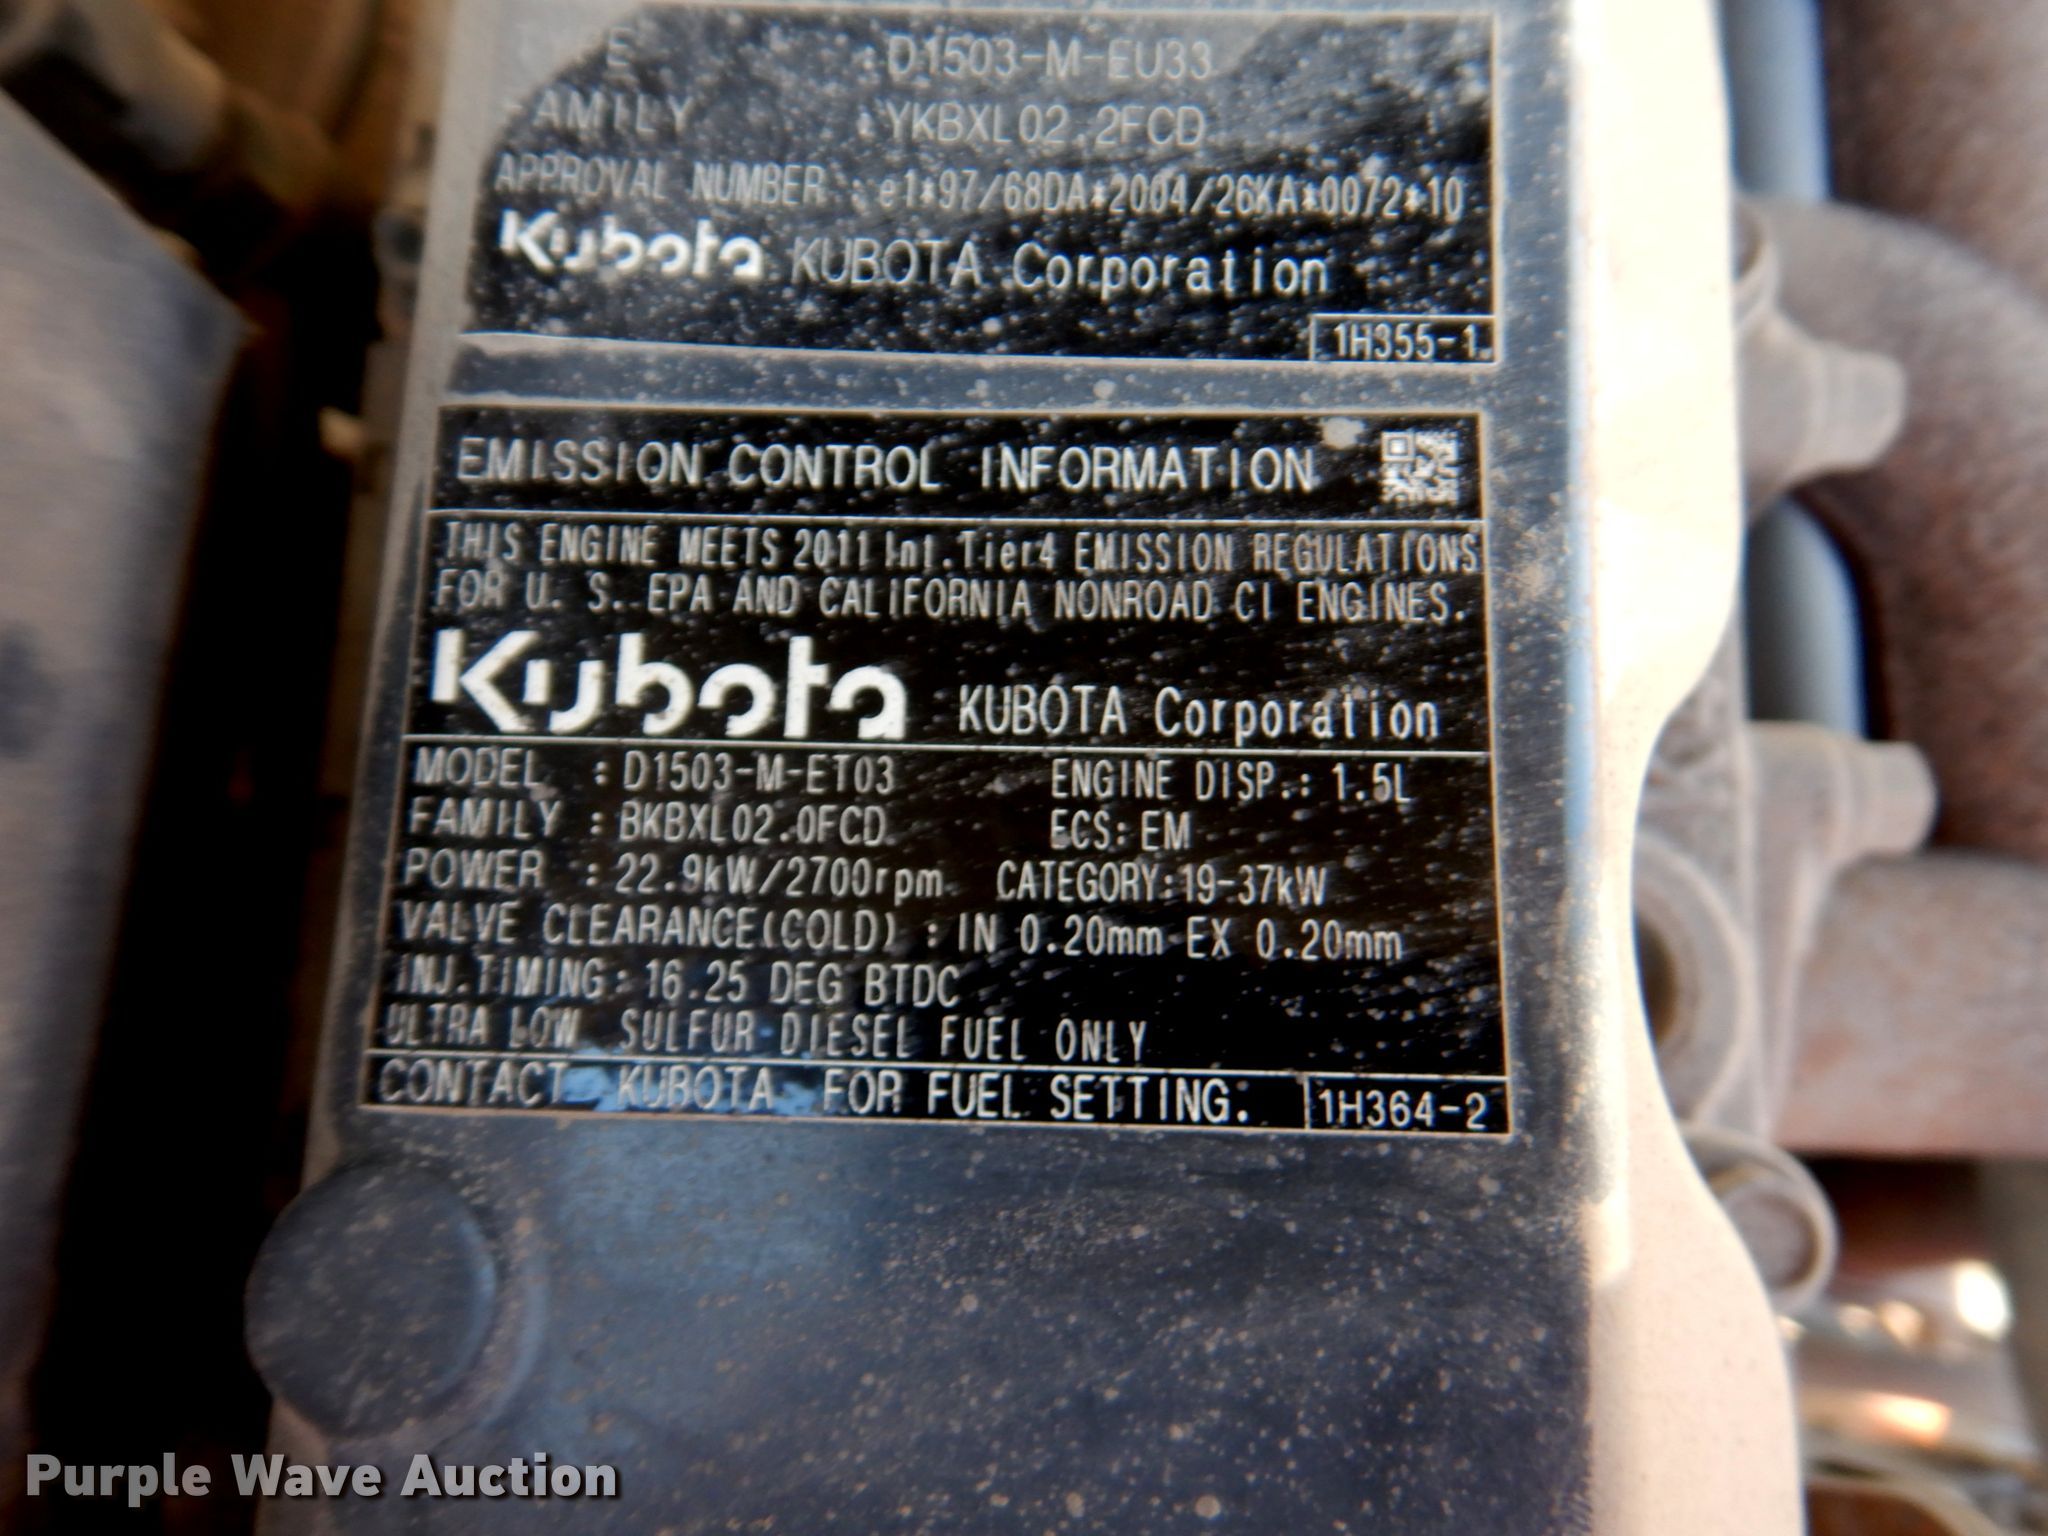 : D1503-M-EU33
FAMILY : YKBXL02.2FCD
APPROVAL NUMBER : e1*97/68DA*2004/26KA*0072*10
Kubota KUBOTA Corporation
1H355-1
EMISSION CONTROL INFORMATION
THIS ENGINE MEETS 2011 Int.Tier4 EMISSION REGULATIONS
FOR U. S. EPA AND CALIFORNIA NONROAD CI ENGINES.
Kubota KUBOTA Corporation
MODEL : D1503-M-ET03 ENGINE DISP.: 1.5L
FAMILY : BKBXL02.0FCD ECS: EM
POWER : 22.9kW/2700rpm CATEGORY:19-37kW
VALVE CLEARANCE(COLD) : IN 0.20mm EX 0.20mm
INJ.TIMING: 16.25 DEG BTDC
ULTRA LOW SULFUR DIESEL FUEL ONLY
CONTACT KUBOTA FOR FUEL SETTING. 1H364-2
Purple Wave Auction